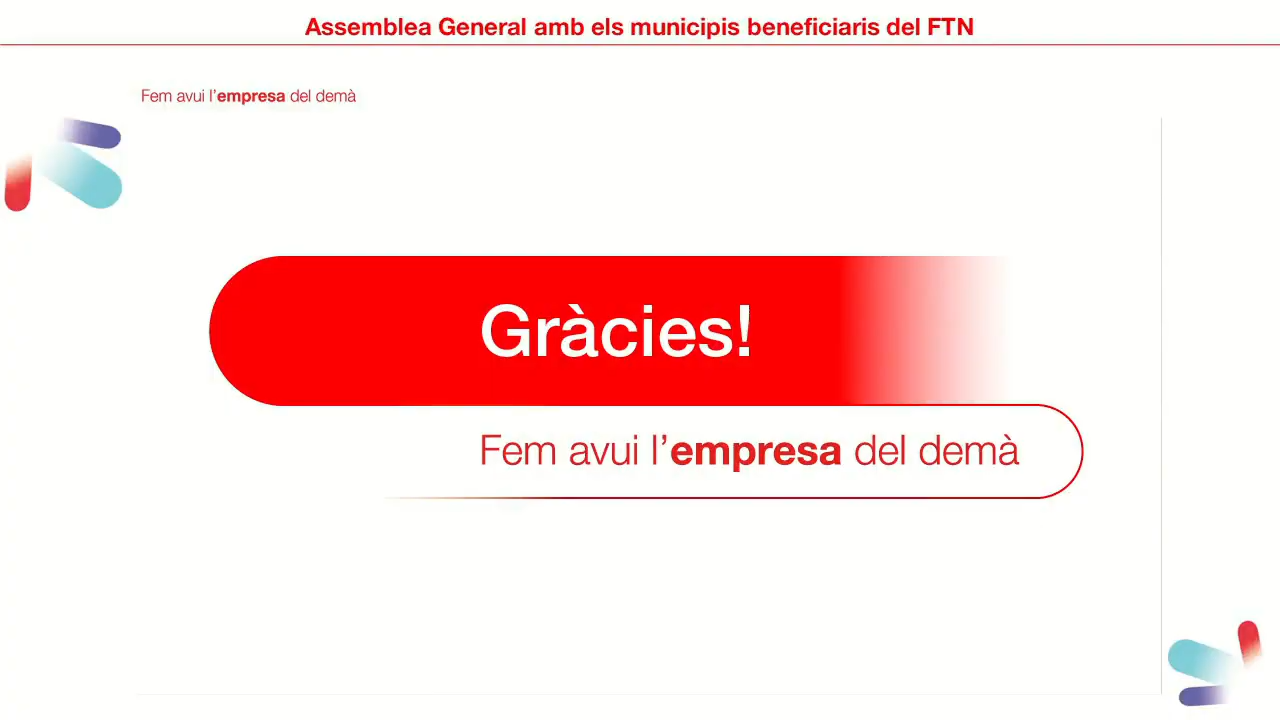 Assemblea General amb els municipis beneficiaris del FTN
Fem avui l’empresa del demà
Gràcies!
Fem avui l’empresa del demà